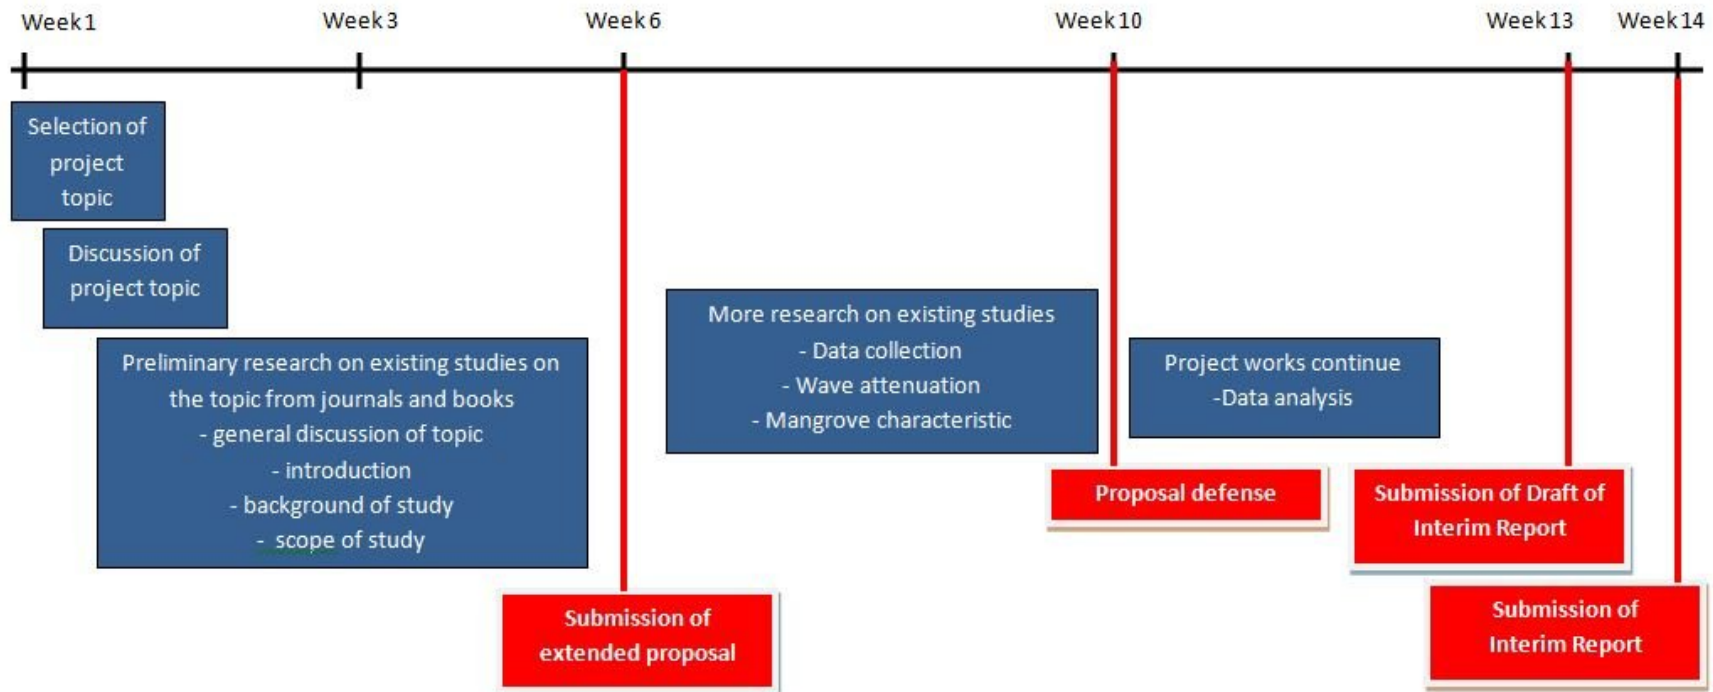 Week 1
Week 3
Week 6
Week 10
Week 13
Week 14
Selection of
project
topic
Discussion of
project topic
Preliminary research on existing studies on
the topic from journals and books
- general discussion of topic
- introduction
- background of study
- scope of study
Submission of
extended proposal
More research on existing studies
- Data collection
- Wave attenuation
- Mangrove characteristic
Proposal defense
Project works continue
-Data analysis
Submission of Draft of
Interim Report
Submission of
Interim Report